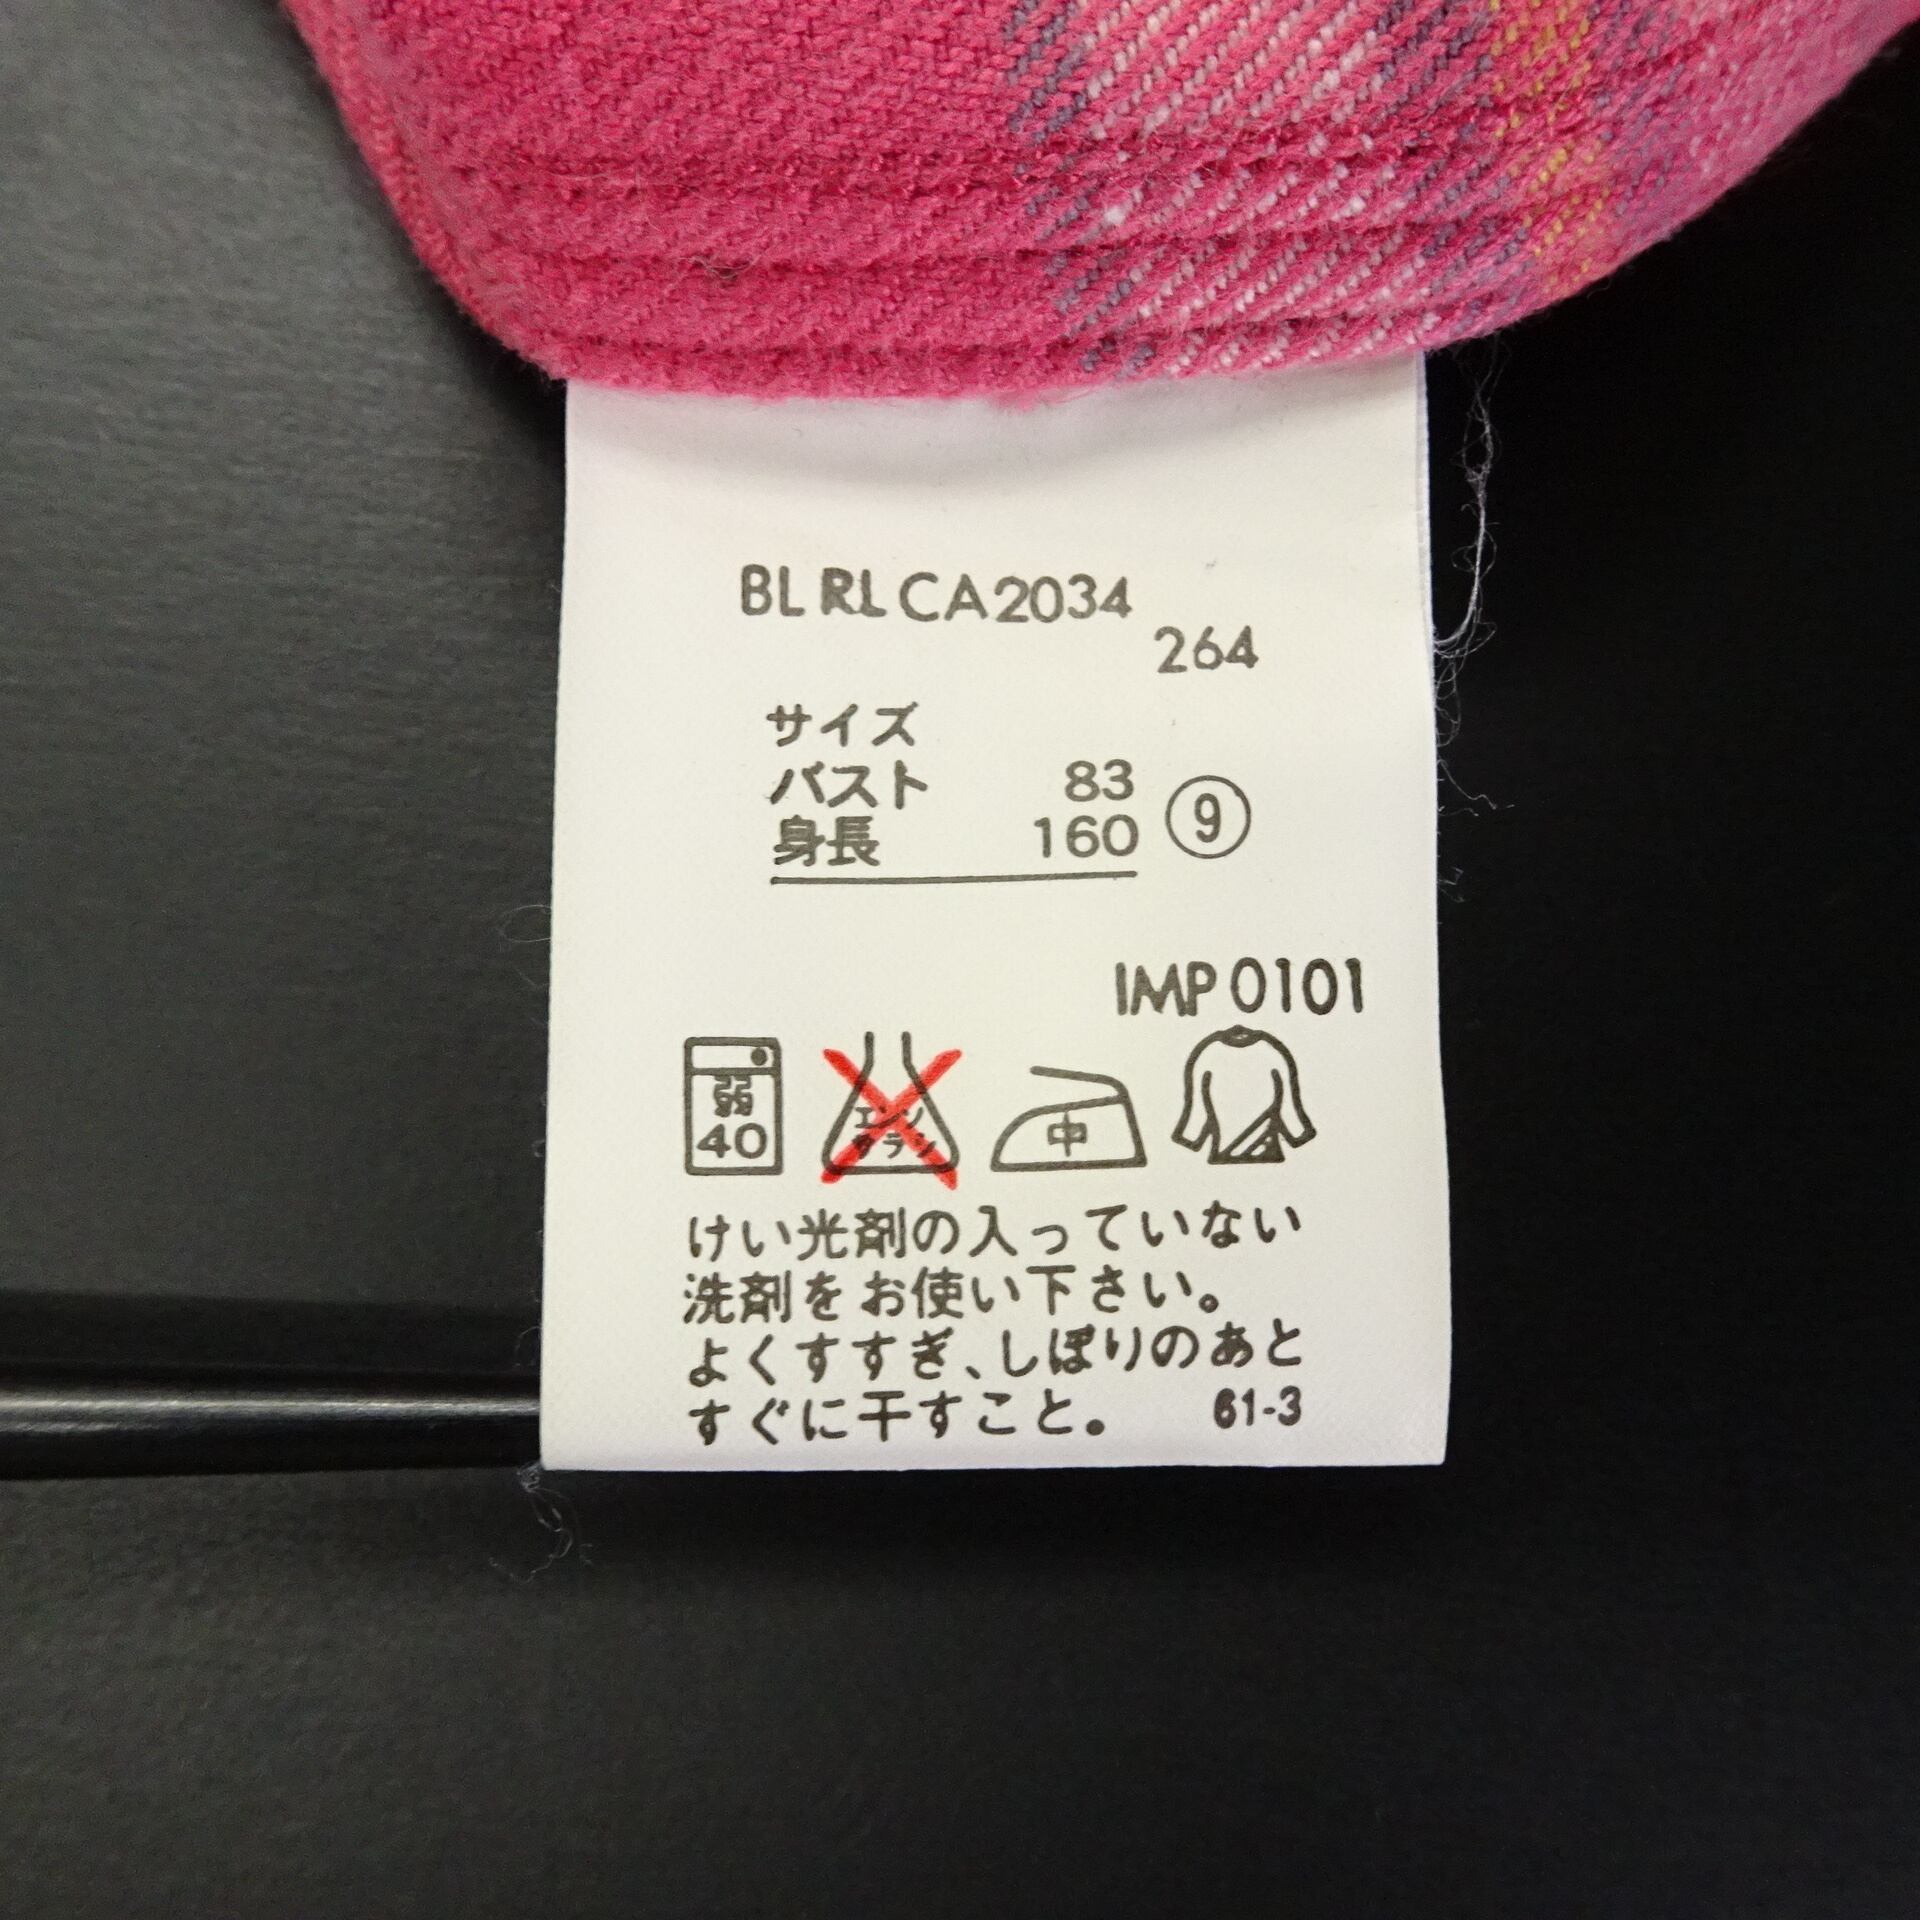 BL RL CA2034
264
サイズ
バスト 83
身長 160 ⑨
IMP 0101
弱
40
エンソ
サラシ
中
けい光剤の入っていない
洗剤をお使い下さい。
よくすすぎ、しぼりのあと
すぐに干すこと。 61-3